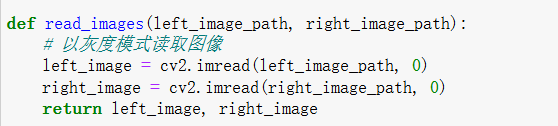 def read_images(left_image_path, right_image_path):
    # 以灰度模式读取图像
    left_image = cv2.imread(left_image_path, 0)
    right_image = cv2.imread(right_image_path, 0)
    return left_image, right_image